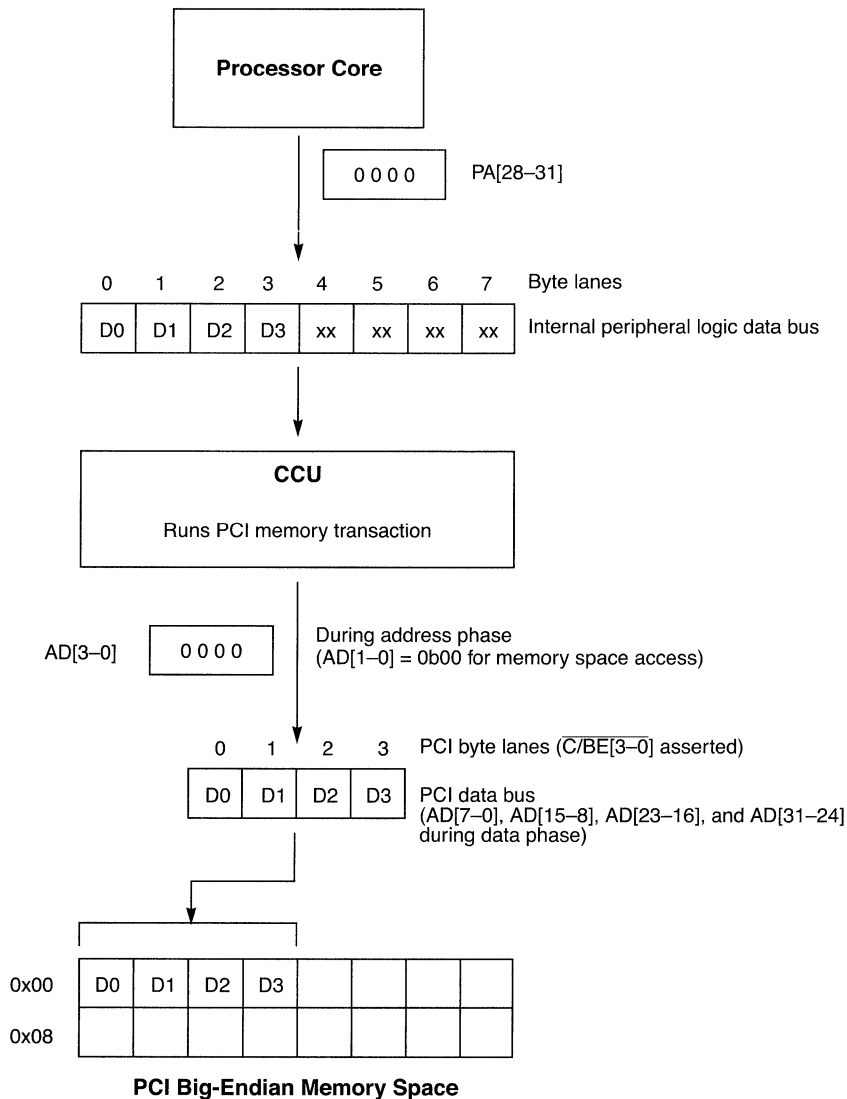 Processor Core
0 0 0 0 PA[28–31]
0 1 2 3 4 5 6 7 Byte lanes
D0 D1 D2 D3 xx xx xx xx Internal peripheral logic data bus
CCU
Runs PCI memory transaction
AD[3–0] 0 0 0 0 During address phase
(AD[1–0] = 0b00 for memory space access)
0 1 2 3 PCI byte lanes (C/BE[3–0] asserted)
D0 D1 D2 D3 PCI data bus
(AD[7–0], AD[15–8], AD[23–16], and AD[31–24]
during data phase)
0x00 D0 D1 D2 D3
0x08
PCI Big-Endian Memory Space